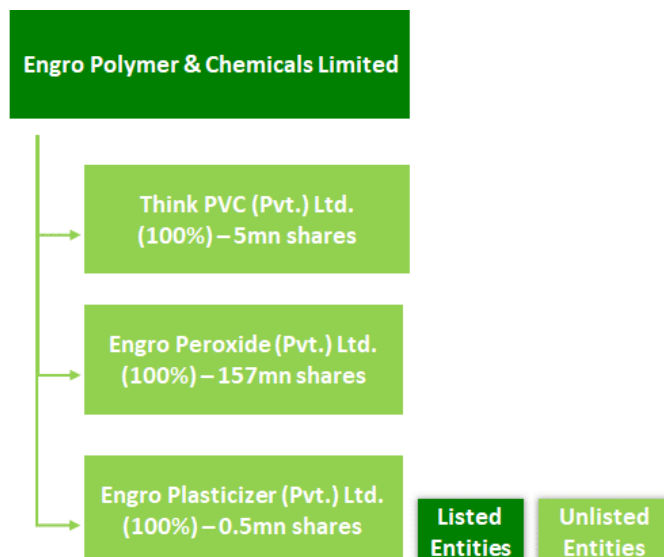 Engro Polymer & Chemicals Limited
Think PVC (Pvt.) Ltd.
(100%) – 5mn shares
Engro Peroxide (Pvt.) Ltd.
(100%) – 157mn shares
Engro Plasticizer (Pvt.) Ltd.
(100%) – 0.5mn shares
Listed
Entities
Unlisted
Entities